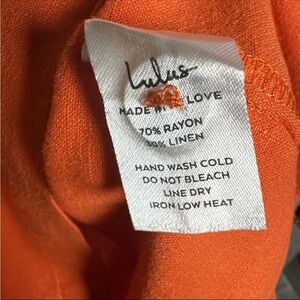 Lulus
MADE LOVE
70% RAYON
30% LINEN
HAND WASH COLD
DO NOT BLEACH
LINE DRY
IRON LOW HEAT